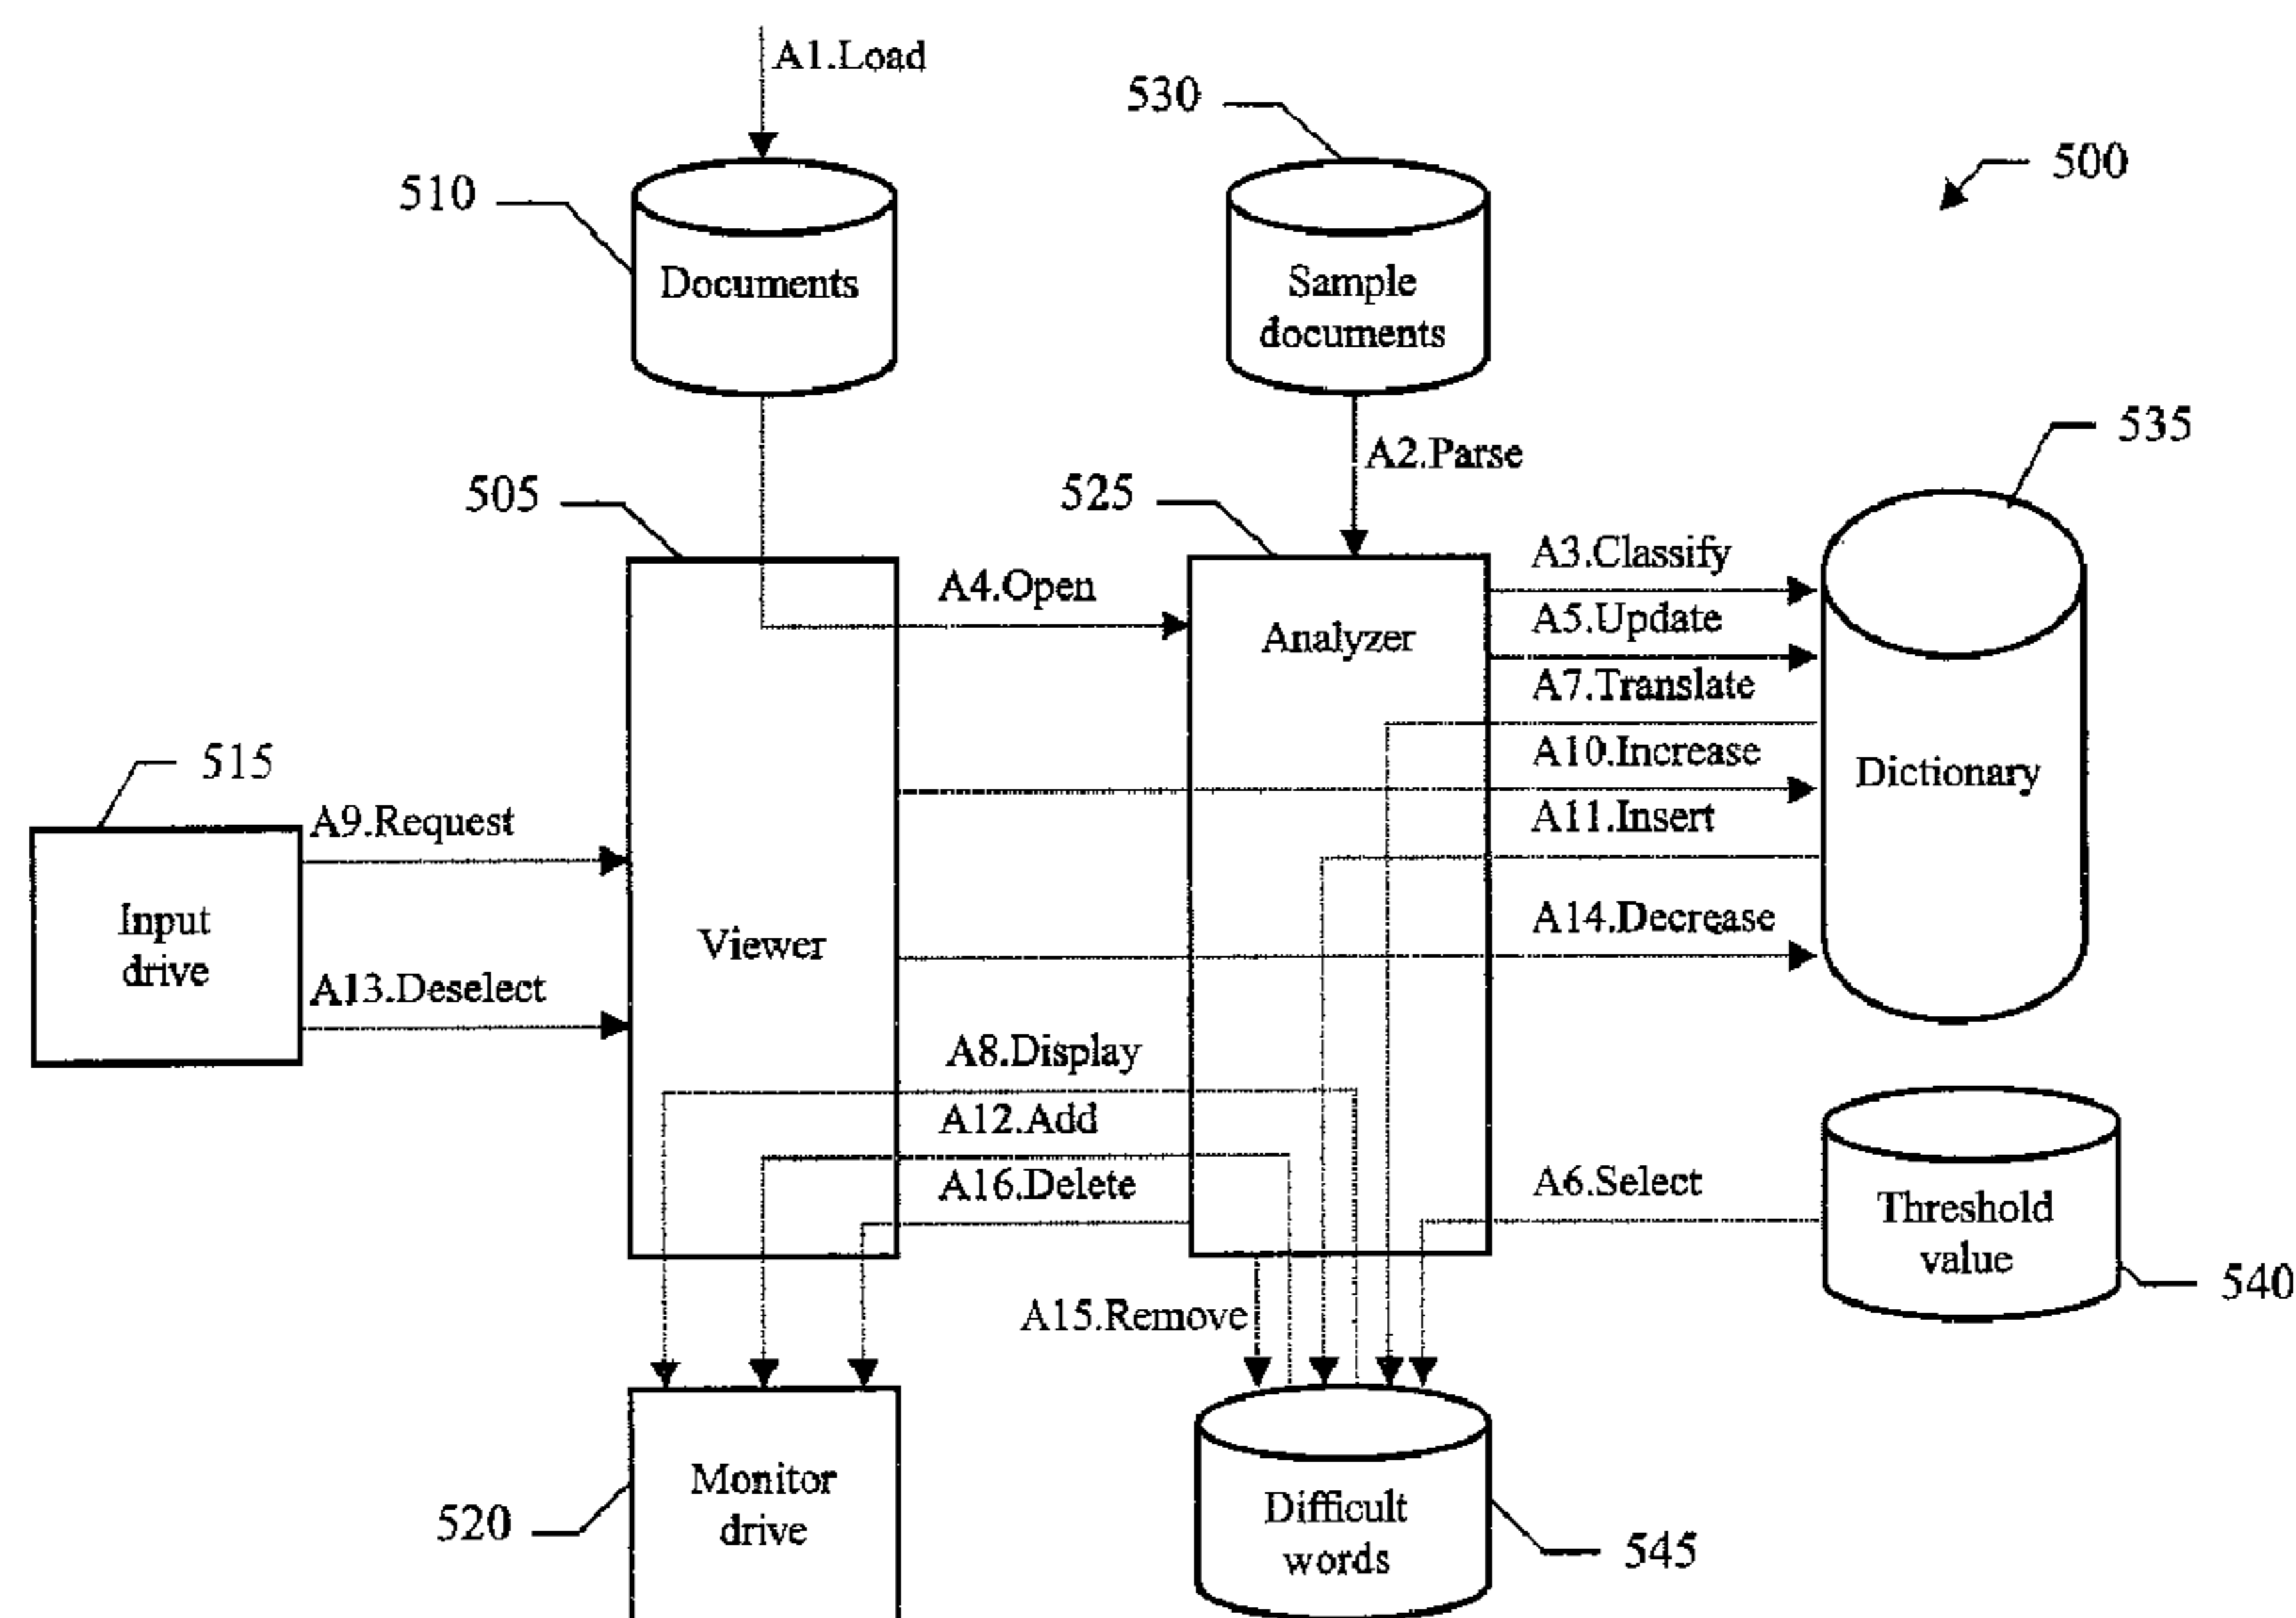 A1.Load
530
500
510
Documents
Sample
documents
535
A2.Parse
505
525
A3.Classify
A4.Open
A5.Update
Analyzer
A7.Translate
515
A10.Increase
Dictionary
A9.Request
A11.Insert
Input
drive
A14.Decrease
Viewer
A13.Deselect
A8.Display
A12.Add
A16.Delete
A6.Select
Threshold
value
540
A15.Remove
Monitor
drive
520
Difficult
words
545